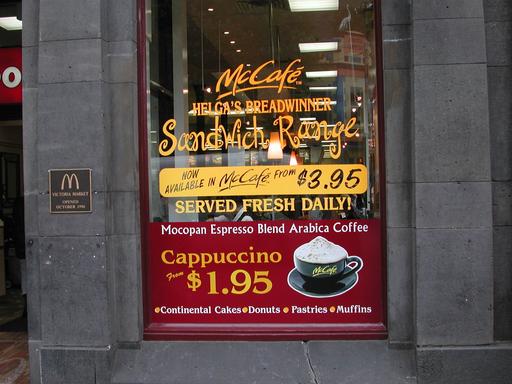 McCafé
HELGA'S BREADWINNER
Sandwich Range
NOW
AVAILABLE IN McCafé FROM $3.95
SERVED FRESH DAILY!
Mocopan Espresso Blend Arabica Coffee
Cappuccino
From $1.95
McCafé
Continental Cakes Donuts Pastries Muffins
M
VICTORIA MARKET
OPENED
OCTOBER 1996
O